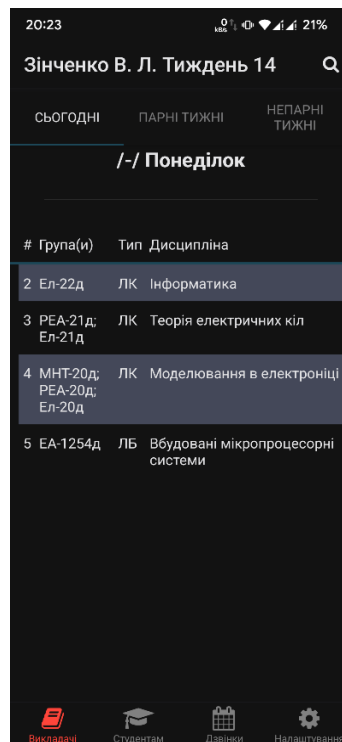 20:23
0 kB/s 21%
Зінченко В. Л. Тиждень 14
СЬОГОДНІ
ПАРНІ ТИЖНІ
НЕПАРНІ
ТИЖНІ
/-/ Понеділок
# Група(и) Тип Дисципліна
2 Ел-22д ЛК Інформатика
3 РЕА-21д; ЛК Теорія електричних кіл
Ел-21д
4 МНТ-20д; ЛК Моделювання в електроніці
РЕА-20д;
Ел-20д
5 ЕА-1254д ЛБ Вбудовані мікропроцесорні
системи
Викладачі Студентам Дзвінки Налаштування